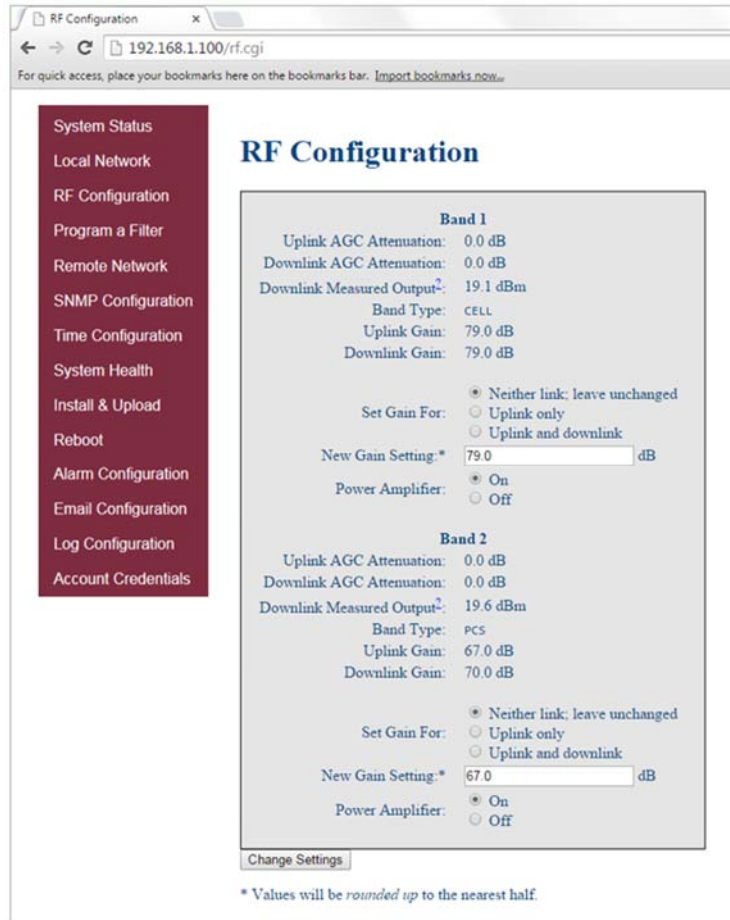 RF Configuration
192.168.1.100/rf.cgi
For quick access, place your bookmarks here on the bookmarks bar. Import bookmarks now...
System Status
Local Network
RF Configuration
Program a Filter
Remote Network
SNMP Configuration
Time Configuration
System Health
Install & Upload
Reboot
Alarm Configuration
Email Configuration
Log Configuration
Account Credentials
RF Configuration
Band 1
Uplink AGC Attenuation: 0.0 dB
Downlink AGC Attenuation: 0.0 dB
Downlink Measured Output2: 19.1 dBm
Band Type: CELL
Uplink Gain: 79.0 dB
Downlink Gain: 79.0 dB
Set Gain For:
Neither link; leave unchanged
Uplink only
Uplink and downlink
New Gain Setting:* 79.0 dB
Power Amplifier:
On
Off
Band 2
Uplink AGC Attenuation: 0.0 dB
Downlink AGC Attenuation: 0.0 dB
Downlink Measured Output2: 19.6 dBm
Band Type: PCS
Uplink Gain: 67.0 dB
Downlink Gain: 70.0 dB
Set Gain For:
Neither link; leave unchanged
Uplink only
Uplink and downlink
New Gain Setting:* 67.0 dB
Power Amplifier:
On
Off
Change Settings
* Values will be rounded up to the nearest half.